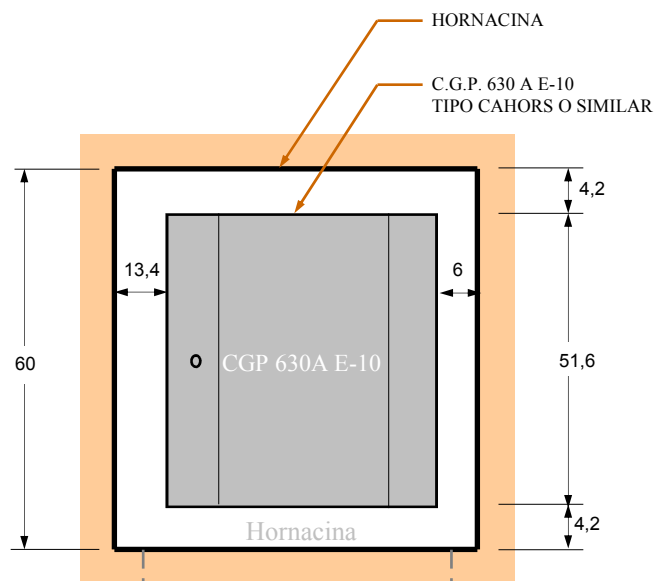 HORNACINA
C.G.P. 630 A E-10
TIPO CAHORS O SIMILAR
4,2
13,4
6
60
CGP 630A E-10
51,6
4,2
Hornacina